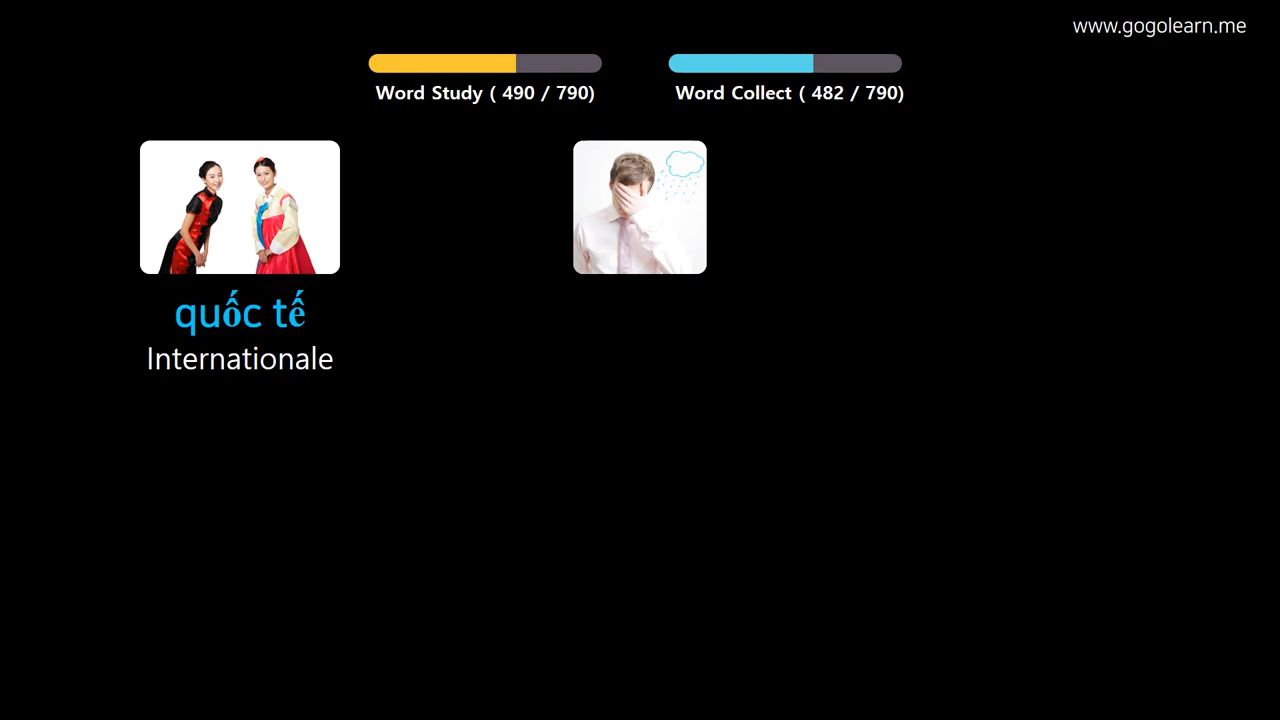 www.gogolearn.me
Word Study ( 490 / 790)
Word Collect ( 482 / 790)
quốc tế
Internationale